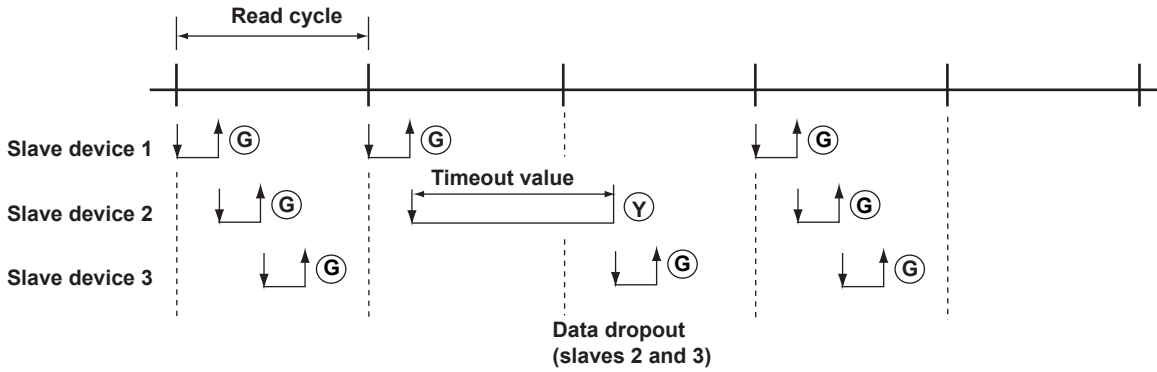 Read cycle
Slave device 1
G
G
G
Timeout value
Slave device 2
G
Y
G
Slave device 3
G
G
G
Data dropout
(slaves 2 and 3)